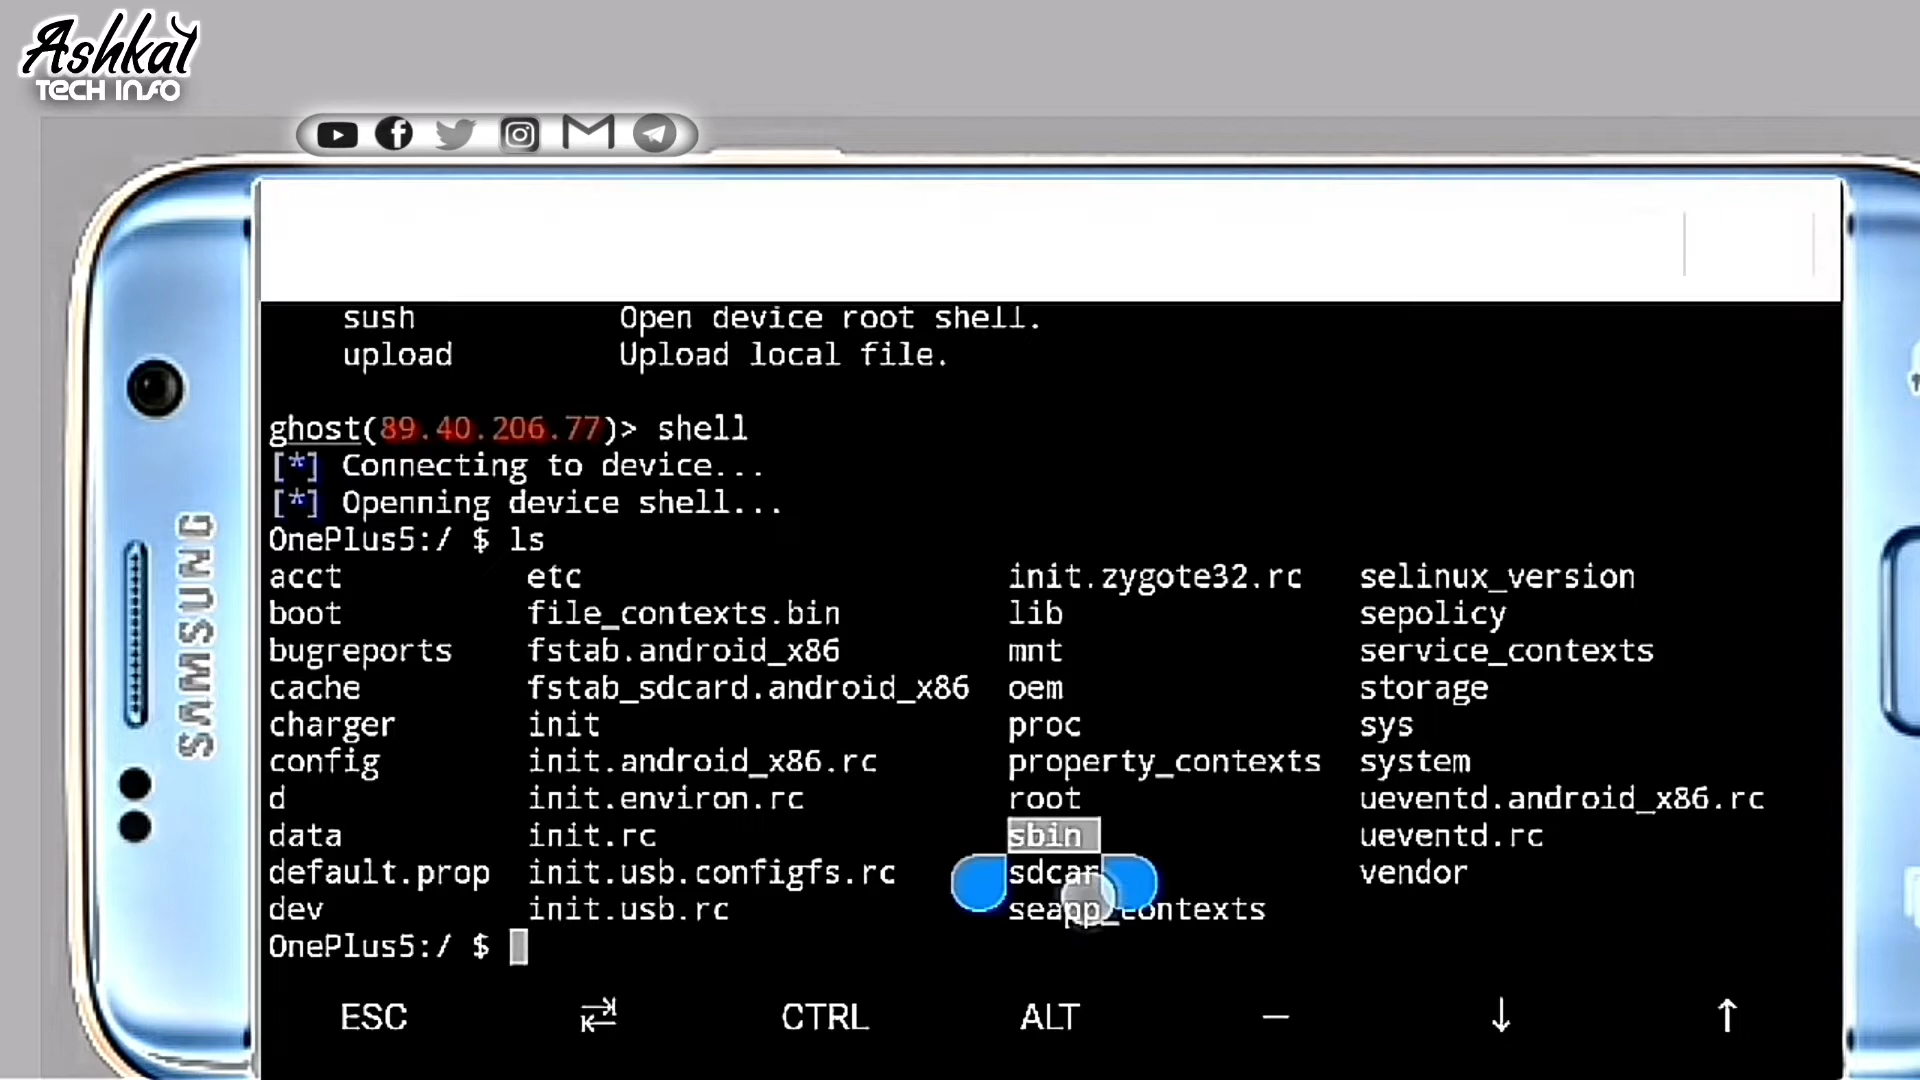 Ashkal
TECH INFO
SAMSUNG
sush Open device root shell.
upload Upload local file.
ghost(89.40.206.77)> shell
[*] Connecting to device...
[*] Openning device shell...
OnePlus5:/ $ ls
acct etc init.zygote32.rc selinux_version
boot file_contexts.bin lib sepolicy
bugreports fstab.android_x86 mnt service_contexts
cache fstab_sdcard.android_x86 oem storage
charger init proc sys
config init.android_x86.rc property_contexts system
d init.environ.rc root ueventd.android_x86.rc
data init.rc sbin ueventd.rc
default.prop init.usb.configfs.rc sdcar vendor
dev init.usb.rc seapp_contexts
OnePlus5:/ $
ESC CTRL ALT — ↓ ↑